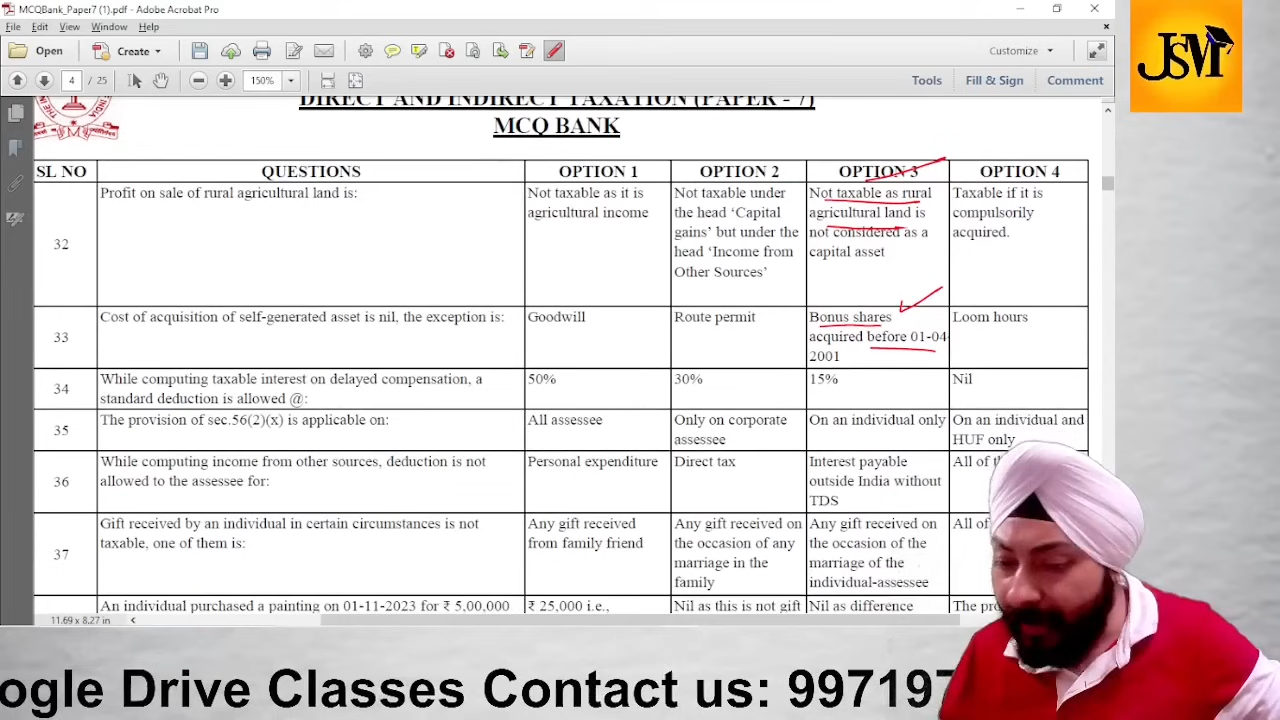 MCQBank_Paper7 (1).pdf - Adobe Acrobat Pro
File Edit View Window Help
Open Create Customize
4 / 25 150% Tools Fill & Sign Comment
JSM
DIRECT AND INDIRECT TAXATION (PAPER - 7)
MCQ BANK
SL NO QUESTIONS OPTION 1 OPTION 2 OPTION 3 OPTION 4
32 Profit on sale of rural agricultural land is: Not taxable as it is agricultural income Not taxable under the head ‘Capital gains’ but under the head ‘Income from Other Sources’ Not taxable as rural agricultural land is not considered as a capital asset Taxable if it is compulsorily acquired.
33 Cost of acquisition of self-generated asset is nil, the exception is: Goodwill Route permit Bonus shares acquired before 01-04-2001 Loom hours
34 While computing taxable interest on delayed compensation, a standard deduction is allowed @: 50% 30% 15% Nil
35 The provision of sec.56(2)(x) is applicable on: All assessee Only on corporate assessee On an individual only On an individual and HUF only
36 While computing income from other sources, deduction is not allowed to the assessee for: Personal expenditure Direct tax Interest payable outside India without TDS All of
37 Gift received by an individual in certain circumstances is not taxable, one of them is: Any gift received from family friend Any gift received on the occasion of any marriage in the family Any gift received on the occasion of the marriage of the individual-assessee All of
An individual purchased a painting on 01-11-2023 for ₹ 5,00,000 ₹ 25,000 i.e., Nil as this is not gift Nil as difference The
11.69 x 8.27 in
ogle Drive Classes Contact us: 997197